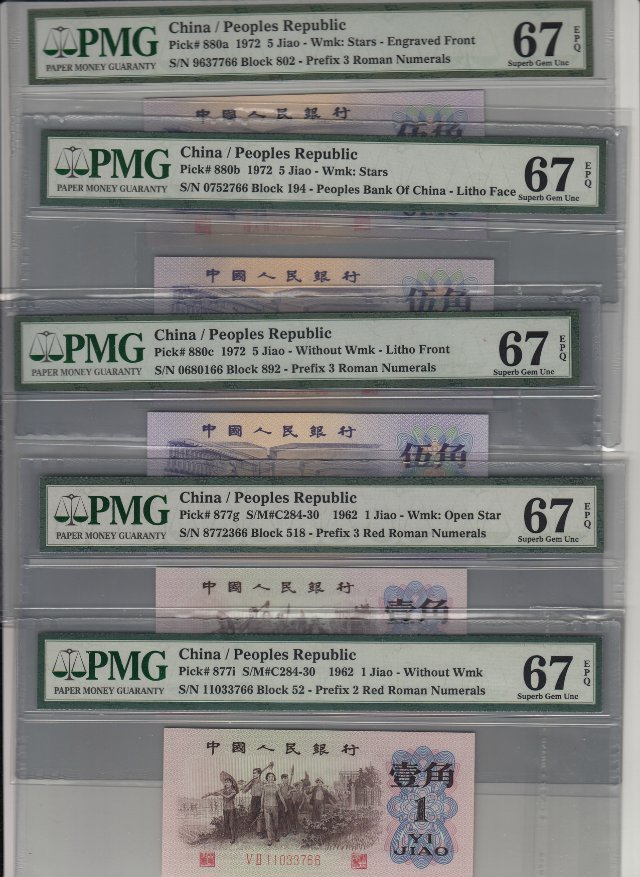 PMG
PAPER MONEY GUARANTY
China / Peoples Republic
Pick# 880a 1972 5 Jiao - Wmk: Stars - Engraved Front
S/N 9637766 Block 802 - Prefix 3 Roman Numerals
67
EPQ
Superb Gem Unc
中國人民銀行
伍角
PMG
PAPER MONEY GUARANTY
China / Peoples Republic
Pick# 880b 1972 5 Jiao - Wmk: Stars
S/N 0752766 Block 194 - Peoples Bank Of China - Litho Face
67
EPQ
Superb Gem Unc
中國人民銀行
伍角
PMG
PAPER MONEY GUARANTY
China / Peoples Republic
Pick# 880c 1972 5 Jiao - Without Wmk - Litho Front
S/N 0680166 Block 892 - Prefix 3 Roman Numerals
67
EPQ
Superb Gem Unc
中國人民銀行
伍角
PMG
PAPER MONEY GUARANTY
China / Peoples Republic
Pick# 877g S/M#C284-30 1962 1 Jiao - Wmk: Open Star
S/N 8772366 Block 518 - Prefix 3 Red Roman Numerals
67
EPQ
Superb Gem Unc
中國人民銀行
壹角
PMG
PAPER MONEY GUARANTY
China / Peoples Republic
Pick# 877i S/M#C284-30 1962 1 Jiao - Without Wmk
S/N 11033766 Block 52 - Prefix 2 Red Roman Numerals
67
EPQ
Superb Gem Unc
中國人民銀行
壹角
1
YI
JIAO
V II 11033766